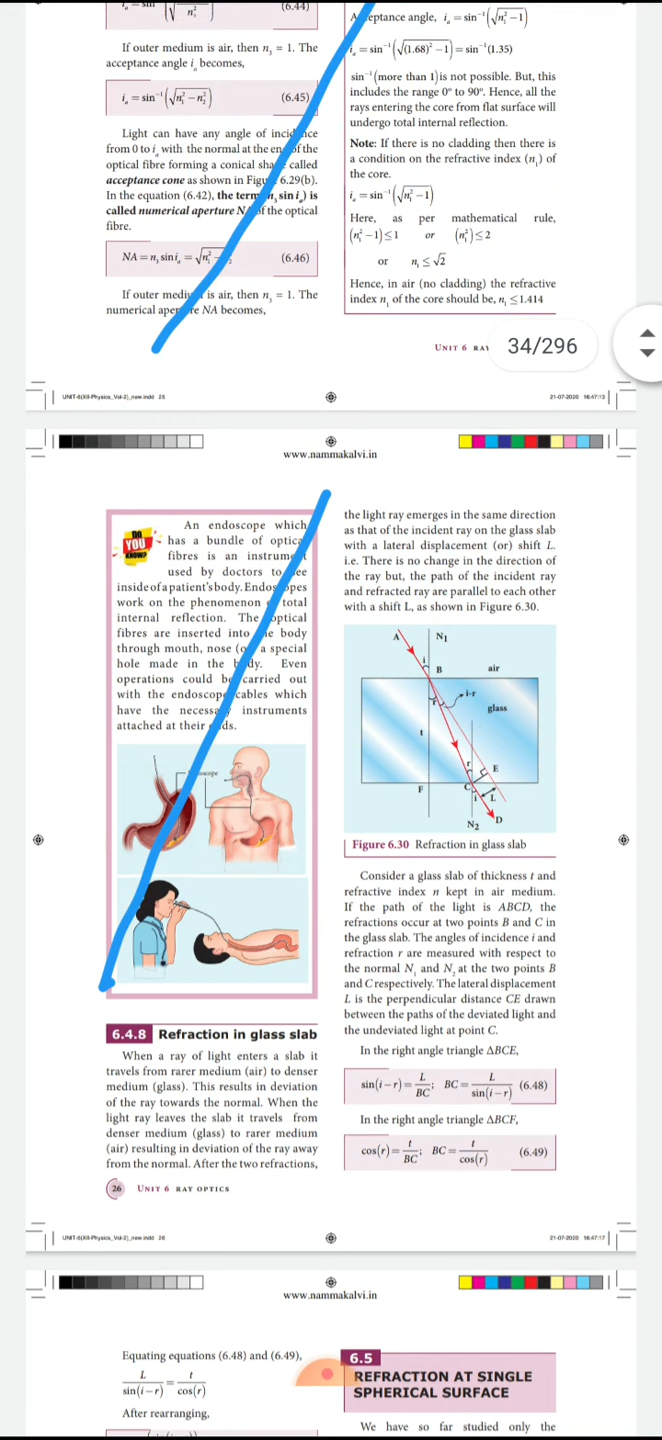 (6.44)
If outer medium is air, then n₃ = 1. The
acceptance angle iₐ becomes,
iₐ = sin⁻¹(√(n₁² − n₂²)) (6.45)
Light can have any angle of incidence
from 0 to iₐ with the normal at the end of the
optical fibre forming a conical shape called
acceptance cone as shown in Figure 6.29(b).
In the equation (6.42), the term n₃ sin iₐ) is
called numerical aperture NA of the optical
fibre.
NA = n₃ sin iₐ = √(n₁² − n₂²) (6.46)
If outer medium is air, then n₃ = 1. The
numerical aperture NA becomes,
Acceptance angle, iₐ = sin⁻¹(√(n₁² − 1))
iₐ = sin⁻¹(√((1.68)² − 1)) = sin⁻¹(1.35)
sin⁻¹(more than 1) is not possible. But, this
includes the range 0° to 90°. Hence, all the
rays entering the core from flat surface will
undergo total internal reflection.
Note: If there is no cladding then there is
a condition on the refractive index (n₁) of
the core.
iₐ = sin⁻¹(√(n₁² − 1))
Here, as per mathematical rule,
(n₁² − 1) ≤ 1 or (n₁²) ≤ 2
or n₁ ≤ √2
Hence, in air (no cladding) the refractive
index n₁ of the core should be, n₁ ≤ 1.414
UNIT 6 RAY
34/296
UNIT-6(XII-Physics_Vol-2)_new.indd 25
21-07-2020 16:47:13
www.nammakalvi.in
DO
YOU
KNOW?
An endoscope which
has a bundle of optical
fibres is an instrument
used by doctors to see
inside of a patient's body. Endoscopes
work on the phenomenon of total
internal reflection. The optical
fibres are inserted into the body
through mouth, nose (or) a special
hole made in the body. Even
operations could be carried out
with the endoscope cables which
have the necessary instruments
attached at their ends.
6.4.8 Refraction in glass slab
When a ray of light enters a slab it
travels from rarer medium (air) to denser
medium (glass). This results in deviation
of the ray towards the normal. When the
light ray leaves the slab it travels from
denser medium (glass) to rarer medium
(air) resulting in deviation of the ray away
from the normal. After the two refractions,
26 UNIT 6 RAY OPTICS
the light ray emerges in the same direction
as that of the incident ray on the glass slab
with a lateral displacement (or) shift L.
i.e. There is no change in the direction of
the ray but, the path of the incident ray
and refracted ray are parallel to each other
with a shift L, as shown in Figure 6.30.
A N₁
i
B air
i-r
r
glass
t
r E
F C
i L
N₂ D
Figure 6.30 Refraction in glass slab
Consider a glass slab of thickness t and
refractive index n kept in air medium.
If the path of the light is ABCD, the
refractions occur at two points B and C in
the glass slab. The angles of incidence i and
refraction r are measured with respect to
the normal N₁ and N₂ at the two points B
and C respectively. The lateral displacement
L is the perpendicular distance CE drawn
between the paths of the deviated light and
the undeviated light at point C.
In the right angle triangle ΔBCE,
sin(i−r) = L/BC; BC = L/sin(i−r) (6.48)
In the right angle triangle ΔBCF,
cos(r) = t/BC; BC = t/cos(r) (6.49)
UNIT-6(XII-Physics_Vol-2)_new.indd 26
21-07-2020 16:47:17
www.nammakalvi.in
Equating equations (6.48) and (6.49),
L/sin(i−r) = t/cos(r)
After rearranging,
6.5
REFRACTION AT SINGLE
SPHERICAL SURFACE
We have so far studied only the